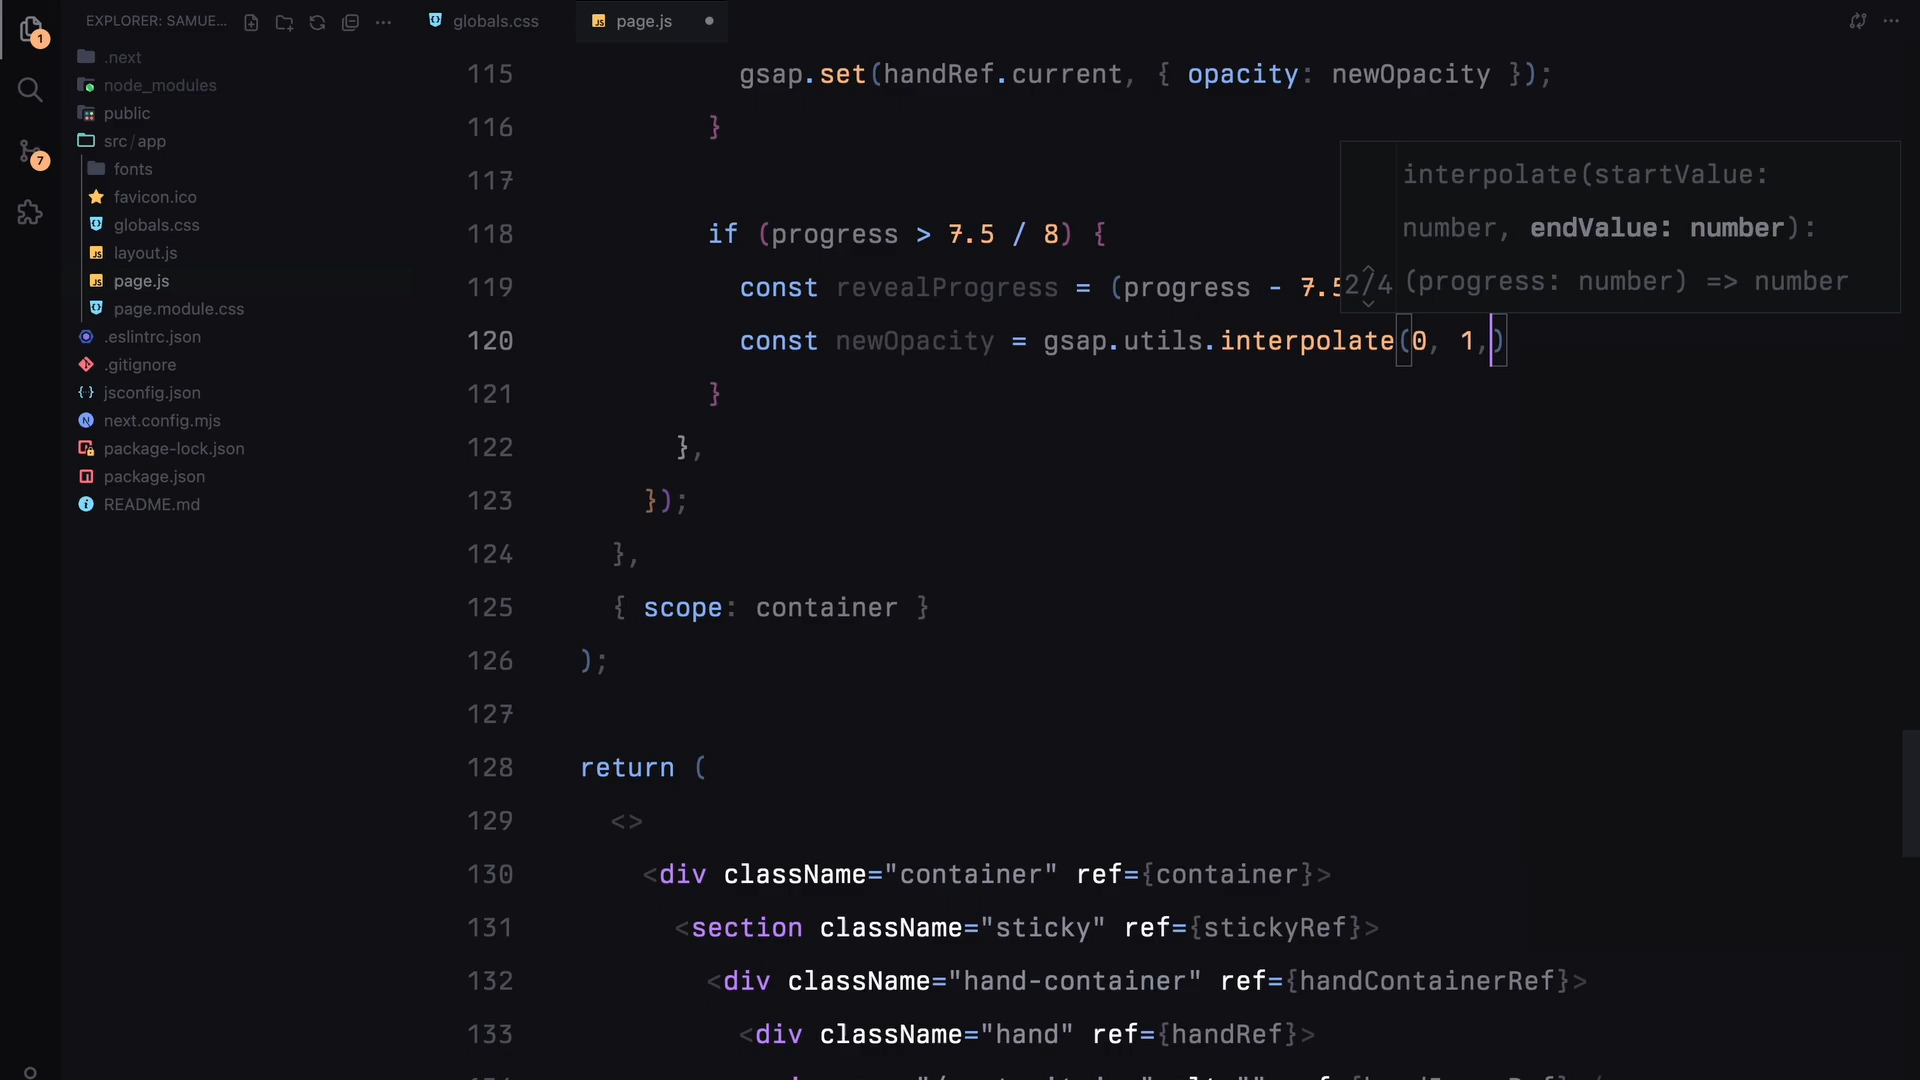 1
EXPLORER: SAMUE...
globals.css
page.js
.next
node_modules
public
src/app
fonts
favicon.ico
globals.css
layout.js
page.js
page.module.css
.eslintrc.json
.gitignore
jsconfig.json
next.config.mjs
package-lock.json
package.json
README.md
7
115 gsap.set(handRef.current, { opacity: newOpacity });
116 }
117
118 if (progress > 7.5 / 8) {
119 const revealProgress = (progress - 7.5
120 const newOpacity = gsap.utils.interpolate(0, 1,)
121 }
122 },
123 });
124 },
125 { scope: container }
126 );
127
128 return (
129 <>
130 <div className="container" ref={container}>
131 <section className="sticky" ref={stickyRef}>
132 <div className="hand-container" ref={handContainerRef}>
133 <div className="hand" ref={handRef}>
interpolate(startValue:
number, endValue: number):
2/4 (progress: number) => number